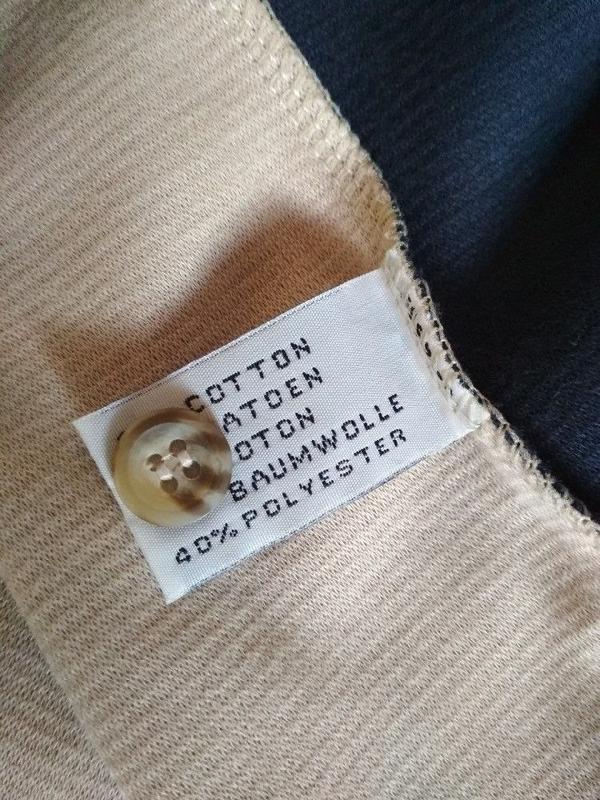 COTTON
ATOEN
OTON
BAUMWOLLE
40% POLYESTER